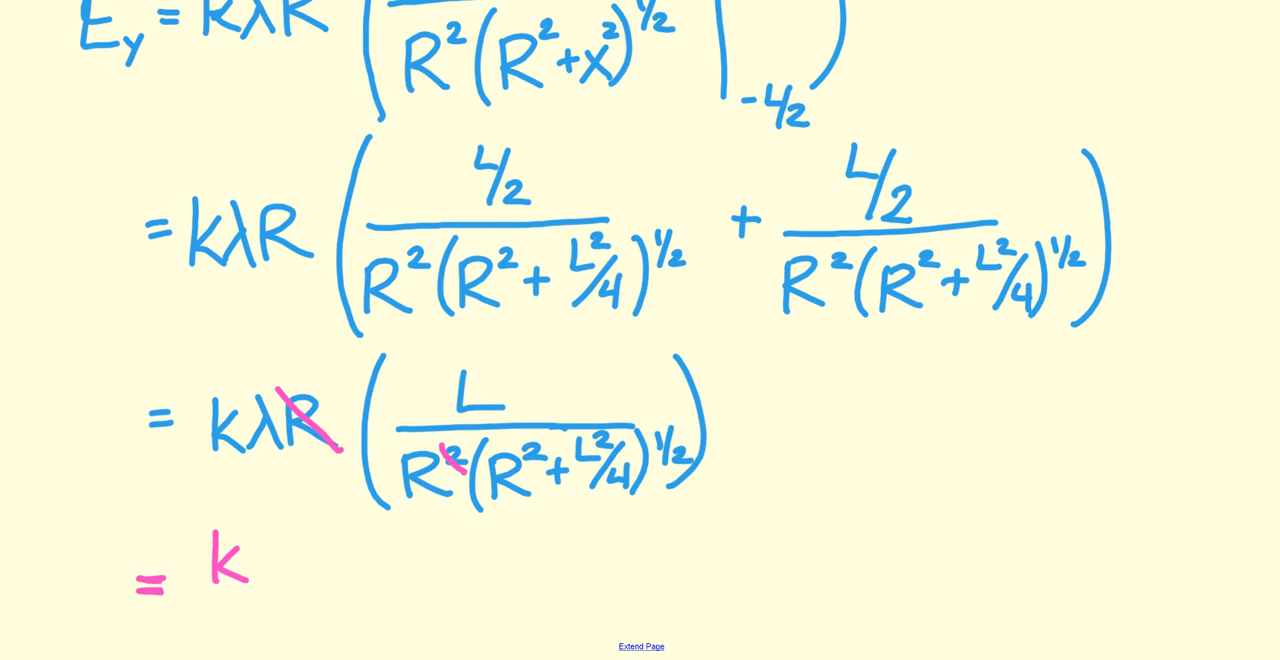 E_y = kλR ( / R²(R²+x²)^1/2 |_-L/2 )
= kλR ( L/2 / R²(R² + L²/4)^1/2 + L/2 / R²(R² + L²/4)^1/2 )
= kλR ( L / R²(R² + L²/4)^1/2 )
= k
Extend Page